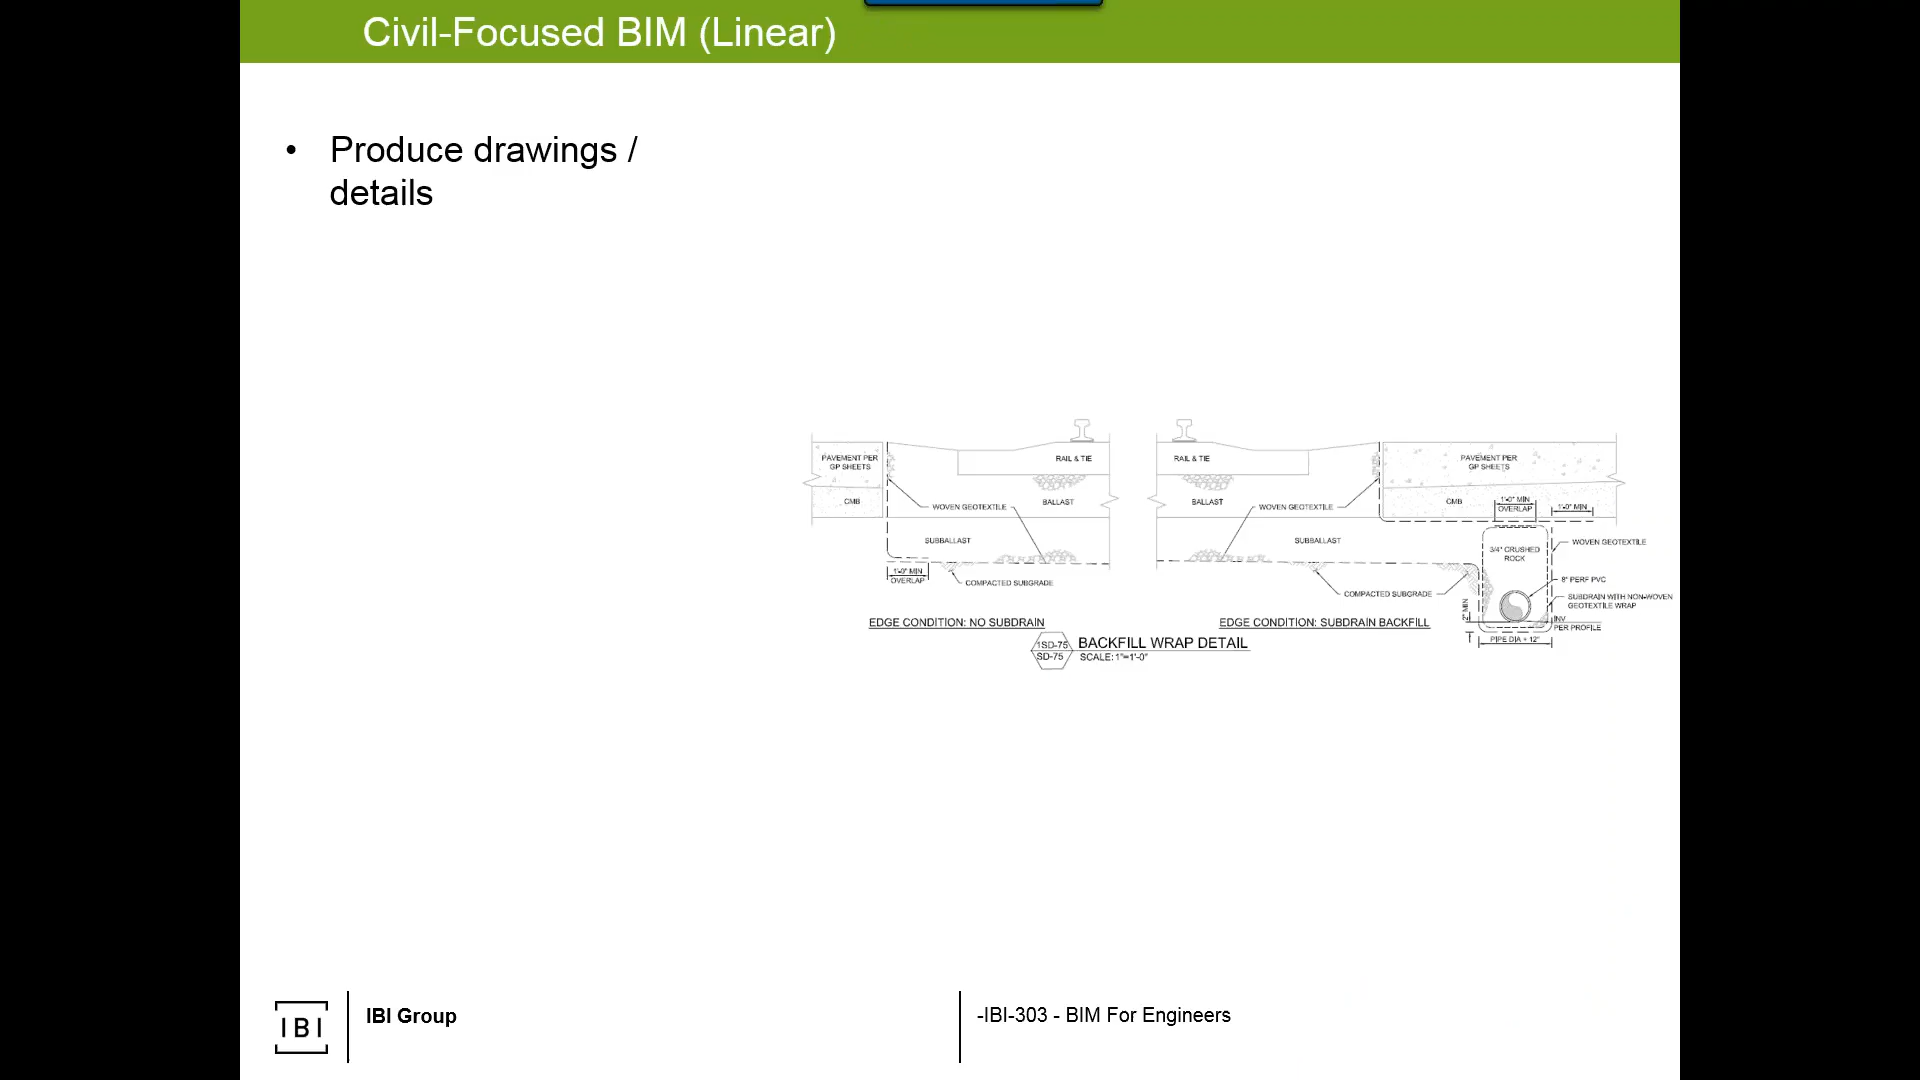 Civil-Focused BIM (Linear)
• Produce drawings /
details
PAVEMENT PER
GP SHEETS
CMB
RAIL & TIE
BALLAST
WOVEN GEOTEXTILE
SUBBALLAST
1'-0" MIN
OVERLAP
COMPACTED SUBGRADE
EDGE CONDITION: NO SUBDRAIN
RAIL & TIE
BALLAST
WOVEN GEOTEXTILE
SUBBALLAST
COMPACTED SUBGRADE
EDGE CONDITION: SUBDRAIN BACKFILL
PAVEMENT PER
GP SHEETS
CMB
1'-0" MIN
OVERLAP
1'-0" MIN
3/4" CRUSHED
ROCK
WOVEN GEOTEXTILE
8" PERF PVC
SUBDRAIN WITH NON-WOVEN
GEOTEXTILE WRAP
INV
PER PROFILE
2" MIN
PIPE DIA + 12"
1SD-75
SD-75
BACKFILL WRAP DETAIL
SCALE: 1"=1'-0"
IBI
IBI Group
-IBI-303 - BIM For Engineers